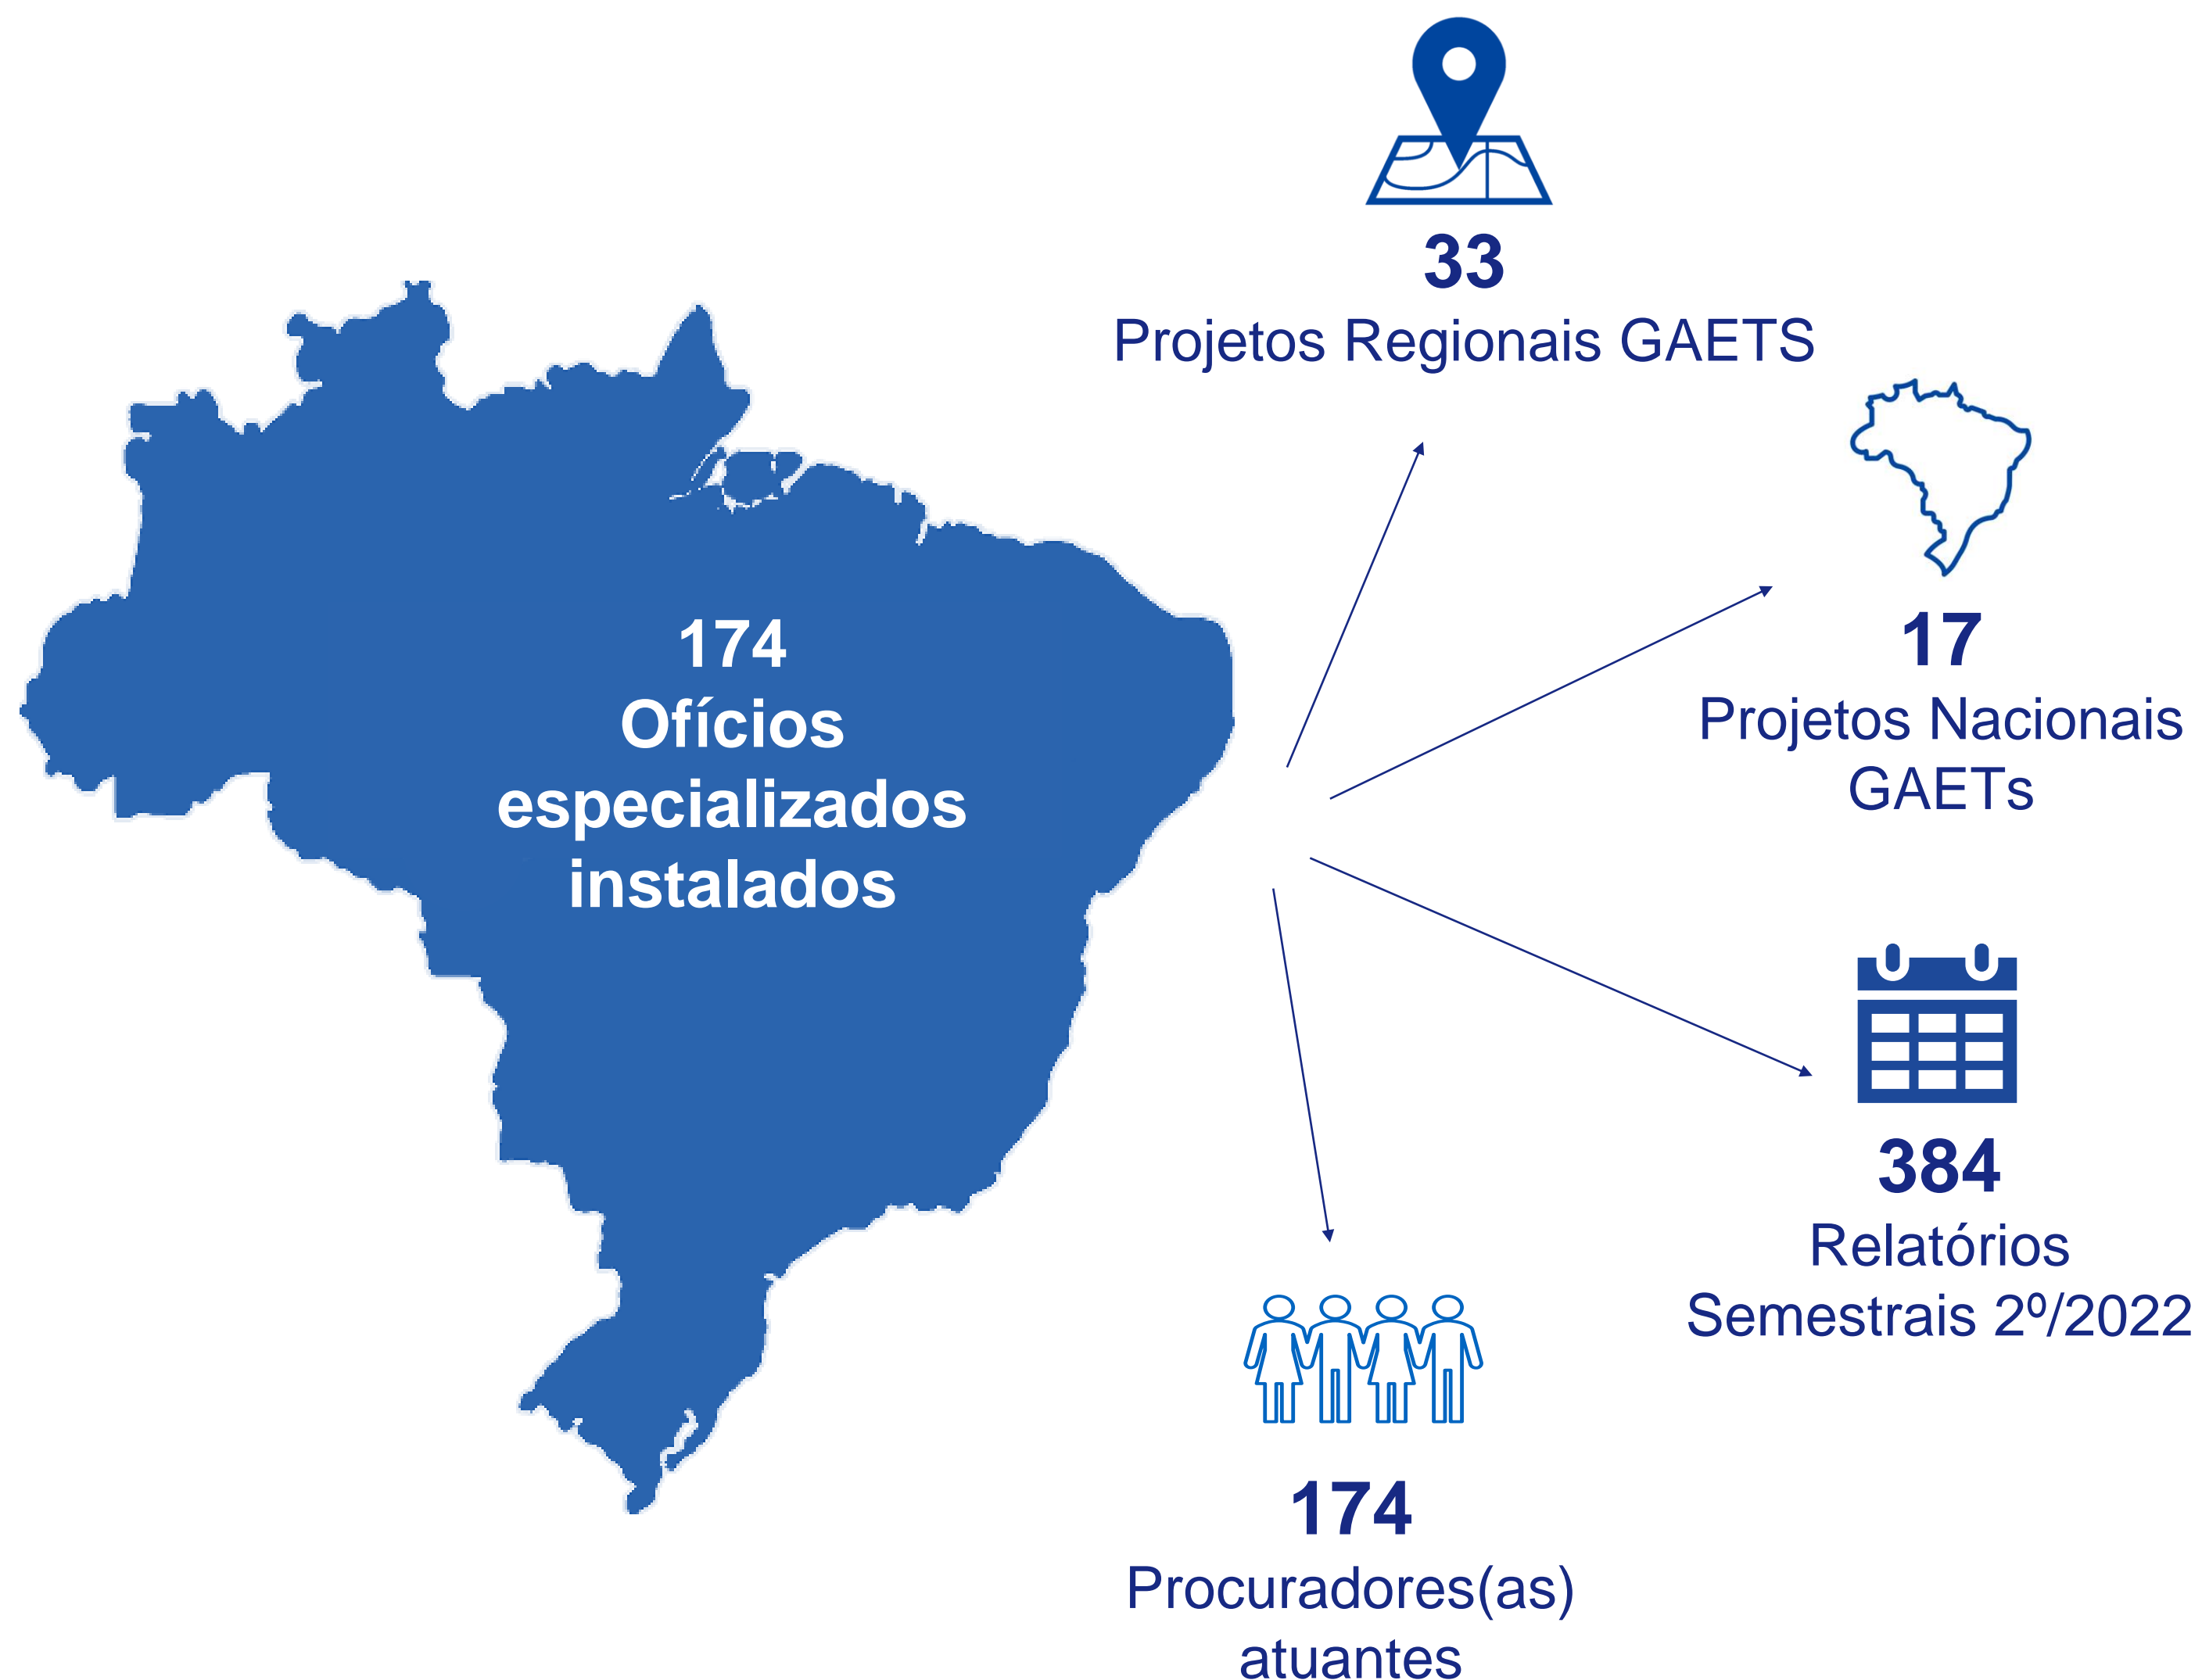 174
Ofícios
especializados
instalados
33
Projetos Regionais GAETS
17
Projetos Nacionais
GAETs
384
Relatórios
Semestrais 2º/2022
174
Procuradores(as)
atuantes